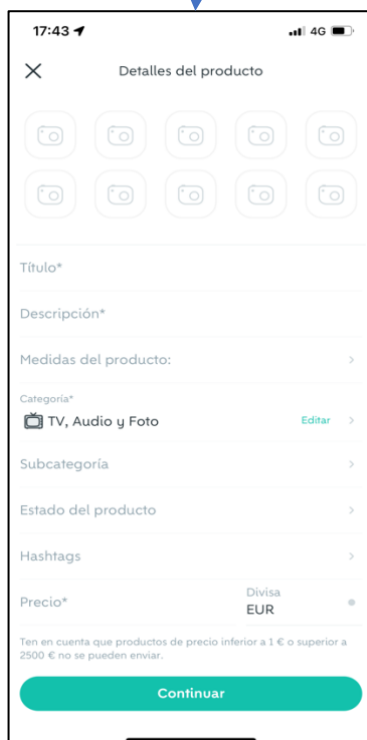 17:43 4G
Detalles del producto
Título*
Descripción*
Medidas del producto:
Categoría*
TV, Audio y Foto Editar
Subcategoría
Estado del producto
Hashtags
Divisa
Precio* EUR
Ten en cuenta que productos de precio inferior a 1 € o superior a
2500 € no se pueden enviar.
Continuar